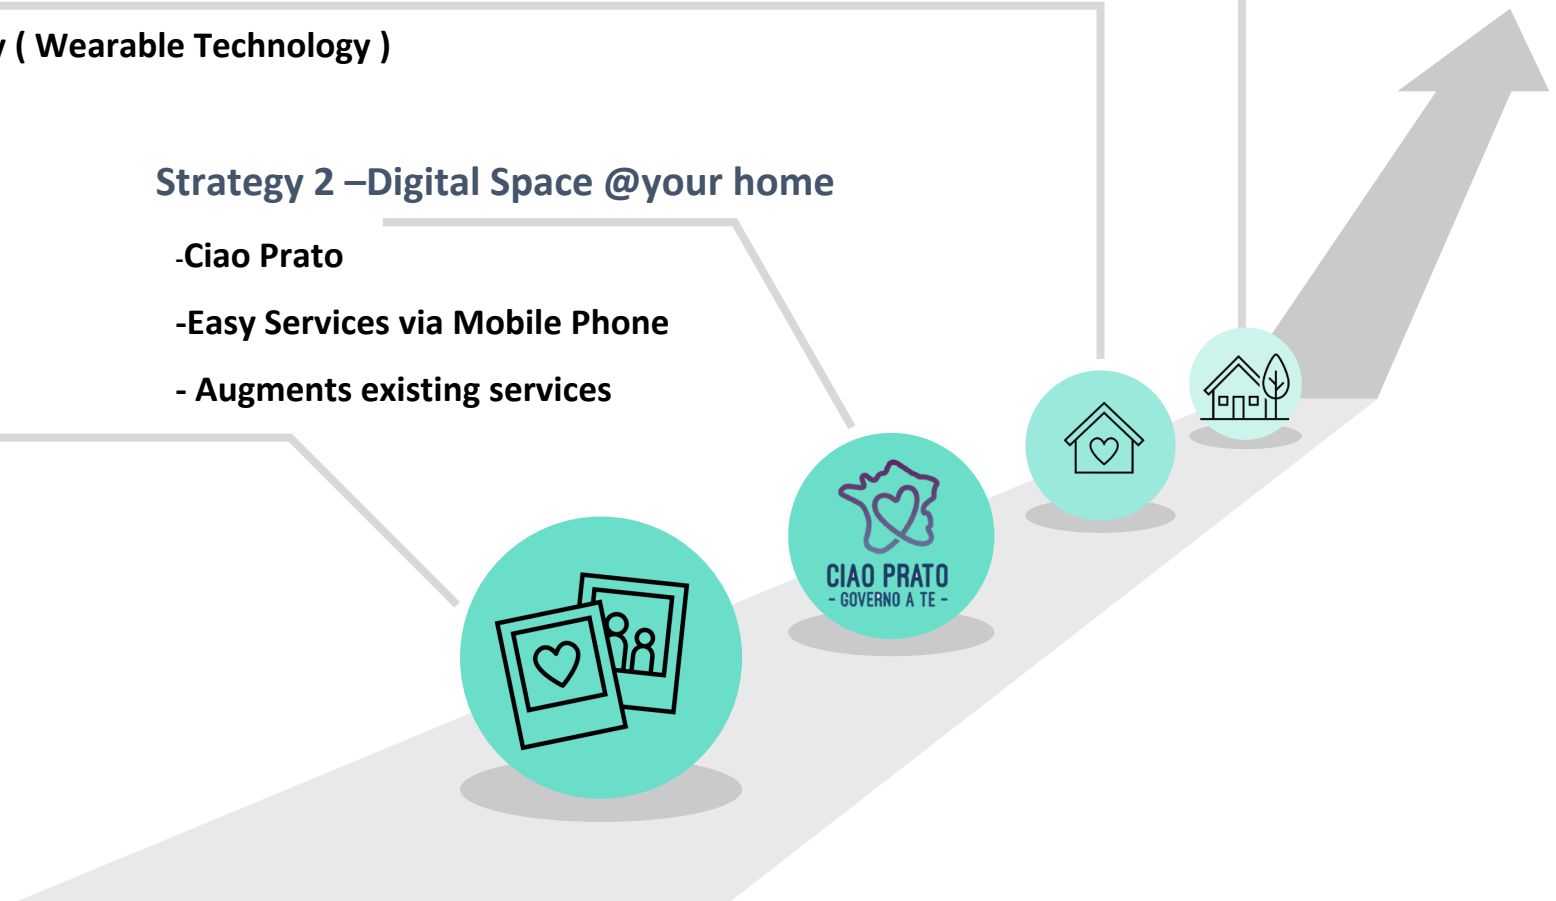 ( Wearable Technology )
Strategy 2 –Digital Space @your home
-Ciao Prato
-Easy Services via Mobile Phone
- Augments existing services
CIAO PRATO
- GOVERNO A TE -